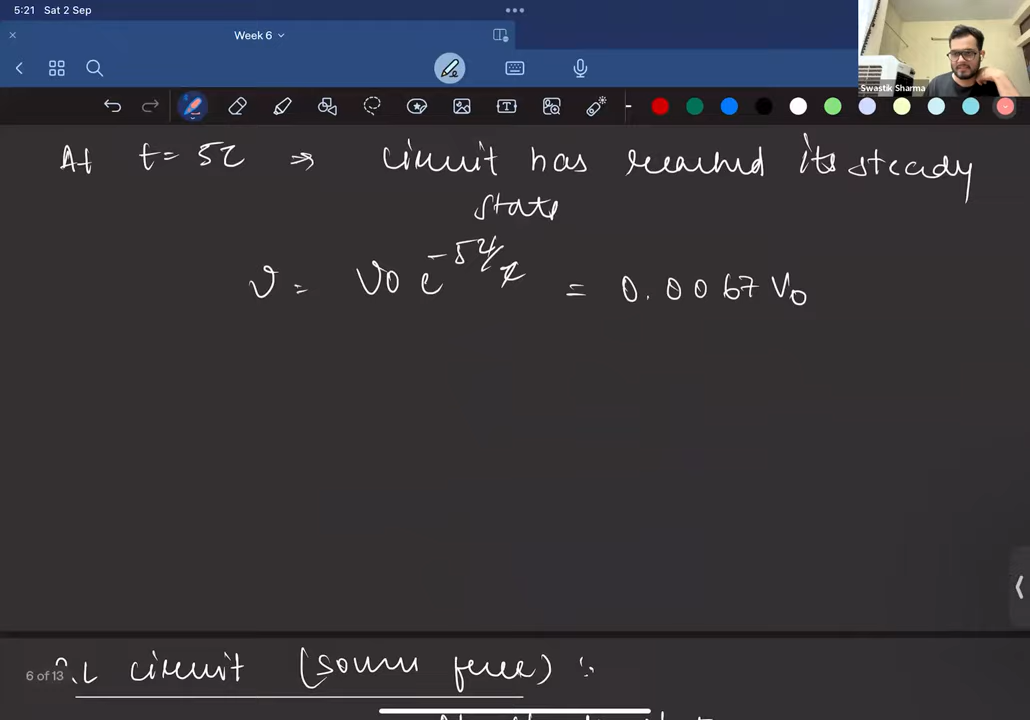 5:21 Sat 2 Sep
Week 6
Swastik Sharma
At t = 5τ ⇒ circuit has reached its steady
state
v = V0 e^-5τ/τ = 0.0067 V0
6 of 13
circuit (source free) :